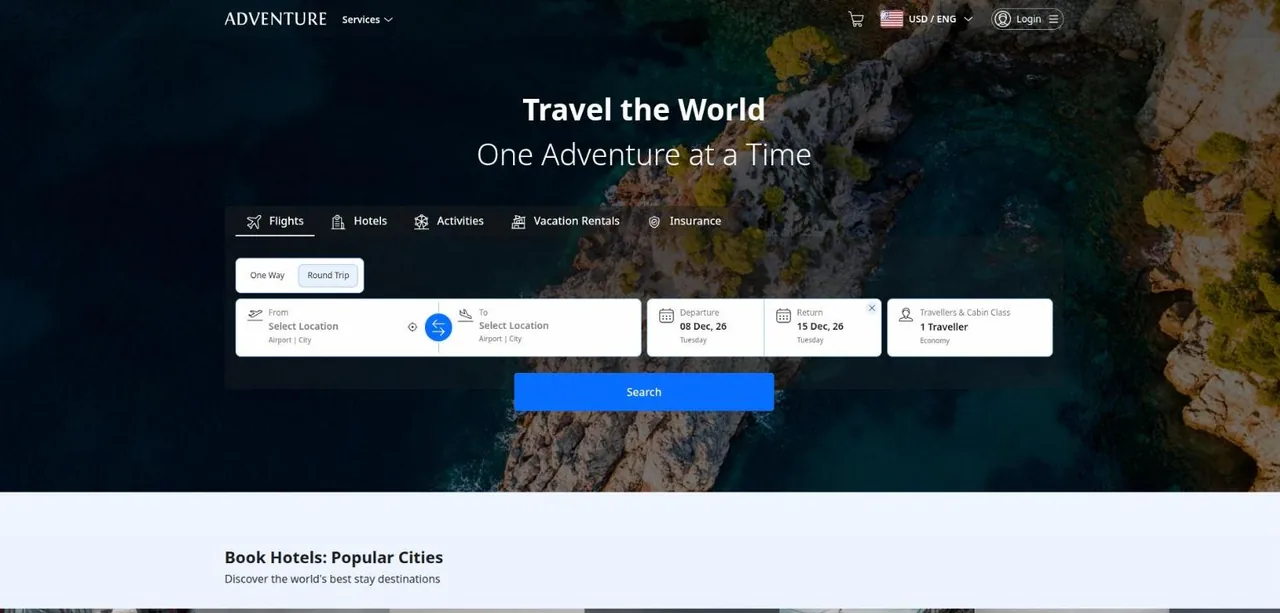 ADVENTURE
Services
USD / ENG
Login
Travel the World
One Adventure at a Time
Flights
Hotels
Activities
Vacation Rentals
Insurance
One Way
Round Trip
From
Select Location
Airport | City
To
Select Location
Airport | City
Departure
08 Dec, 26
Tuesday
Return
15 Dec, 26
Tuesday
Travellers & Cabin Class
1 Traveller
Economy
Search
Book Hotels: Popular Cities
Discover the world's best stay destinations